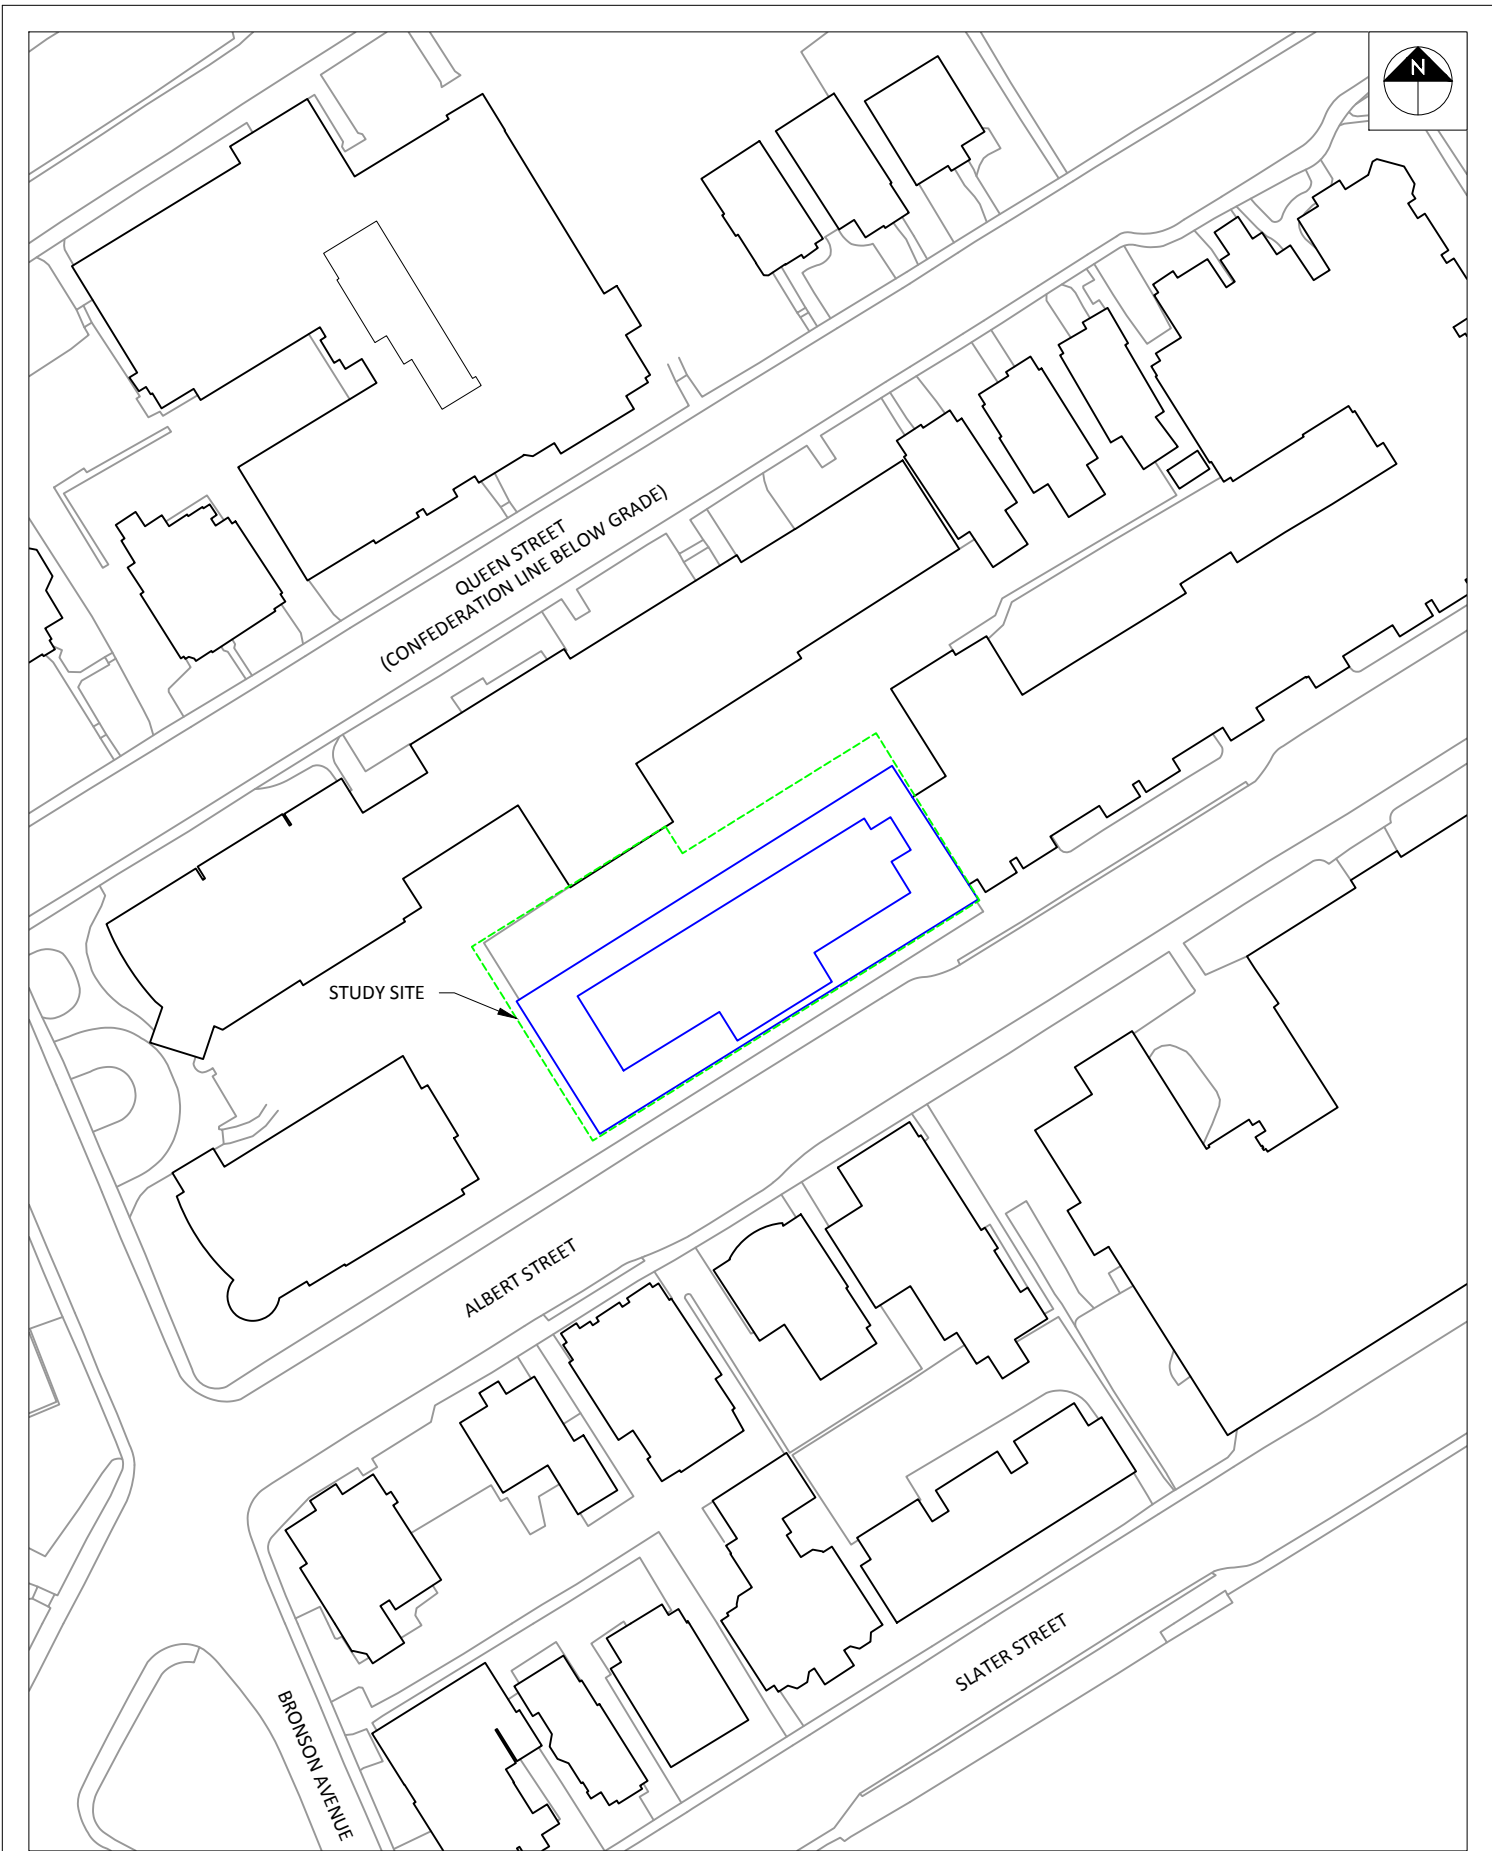 N
QUEEN STREET
(CONFEDERATION LINE BELOW GRADE)
STUDY SITE
ALBERT STREET
SLATER STREET
BRONSON AVENUE